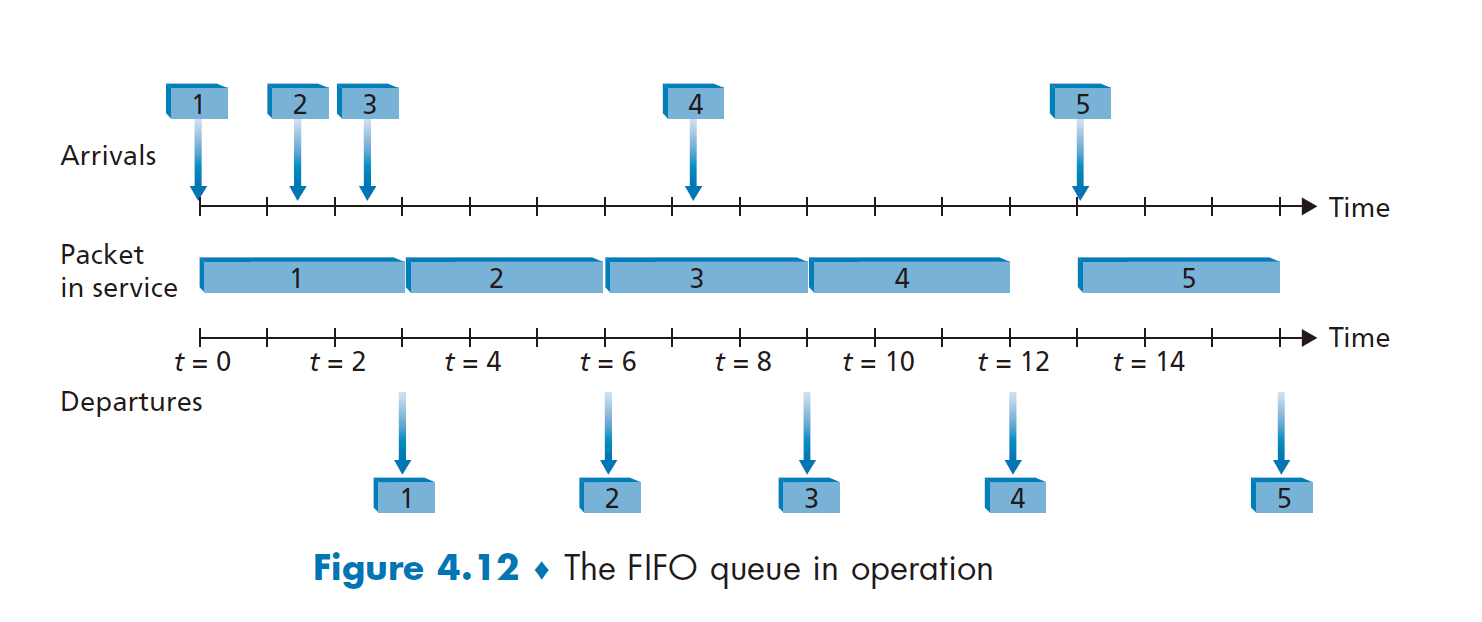 1 2 3 4 5
Arrivals
Time
Packet
in service
1 2 3 4 5
Time
t = 0 t = 2 t = 4 t = 6 t = 8 t = 10 t = 12 t = 14
Departures
1 2 3 4 5
Figure 4.12 ♦ The FIFO queue in operation